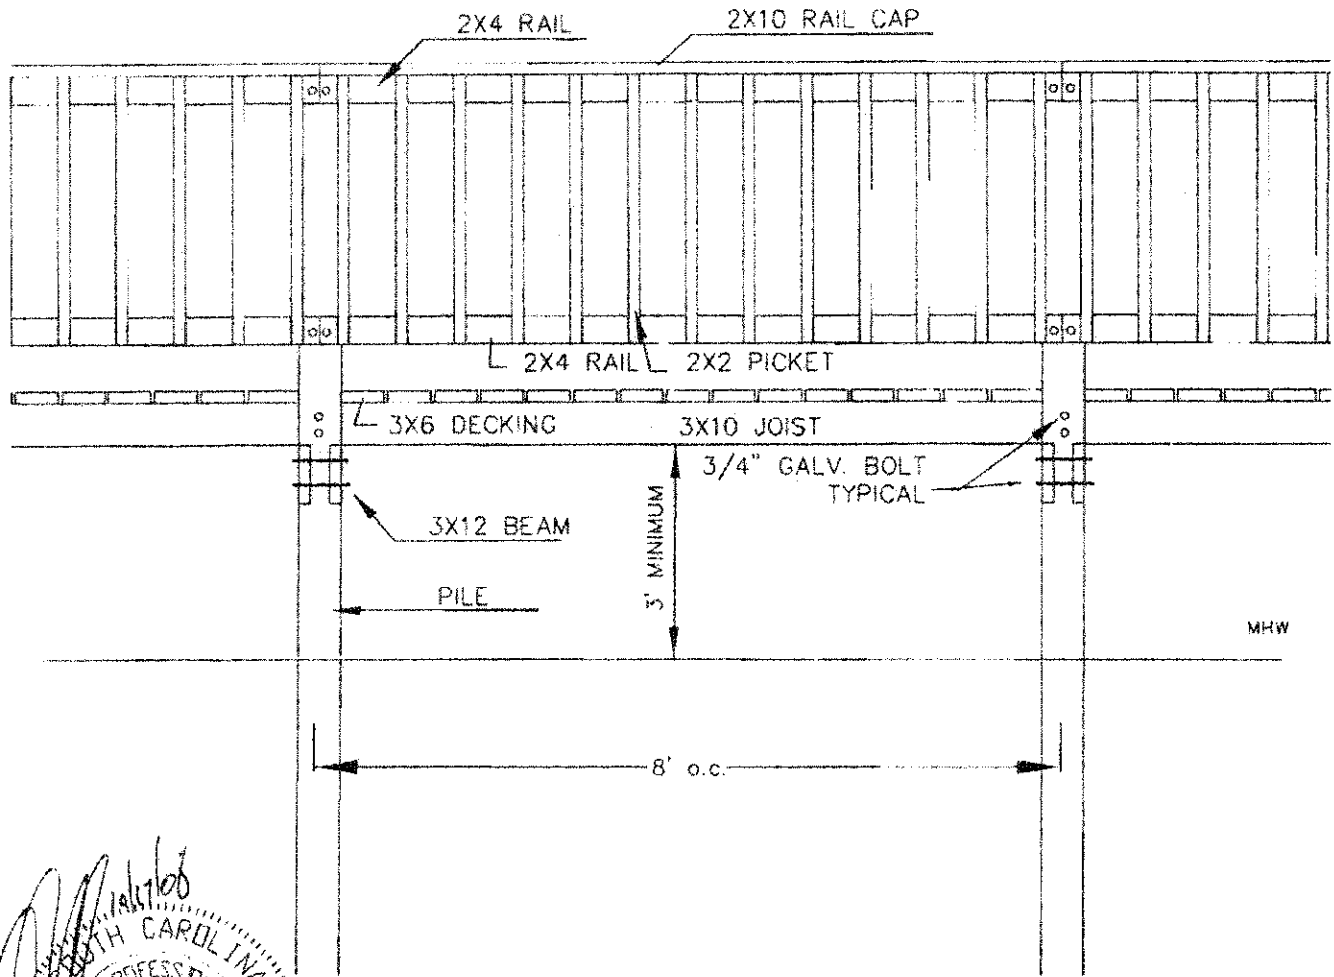 2X4 RAIL
2X10 RAIL CAP
2X4 RAIL
2X2 PICKET
3X6 DECKING
3X10 JOIST
3/4" GALV. BOLT
TYPICAL
3X12 BEAM
3' MINIMUM
PILE
MHW
8' o.c.
CAROLIN